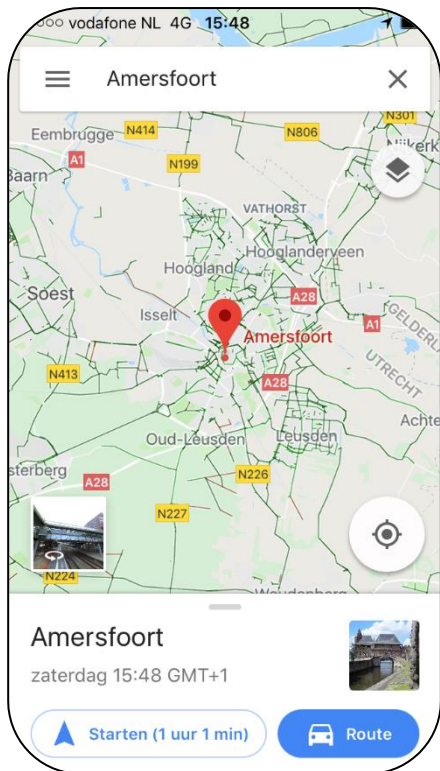 vodafone NL 4G 15:48
Amersfoort
N301
Eembrugge N414 N806
Nijkerk
A1
Baarn
N199
VATHORST
Hooglanderveen
Hoogland
Soest
A28
Isselt
A1 GELDERL
Amersfoort
UTRECHT
N413
A28
Achte
Oud-Leusden Leusden
sterberg
A28
N226
N227
N224
Woudenberg
Amersfoort
zaterdag 15:48 GMT+1
Starten (1 uur 1 min) Route